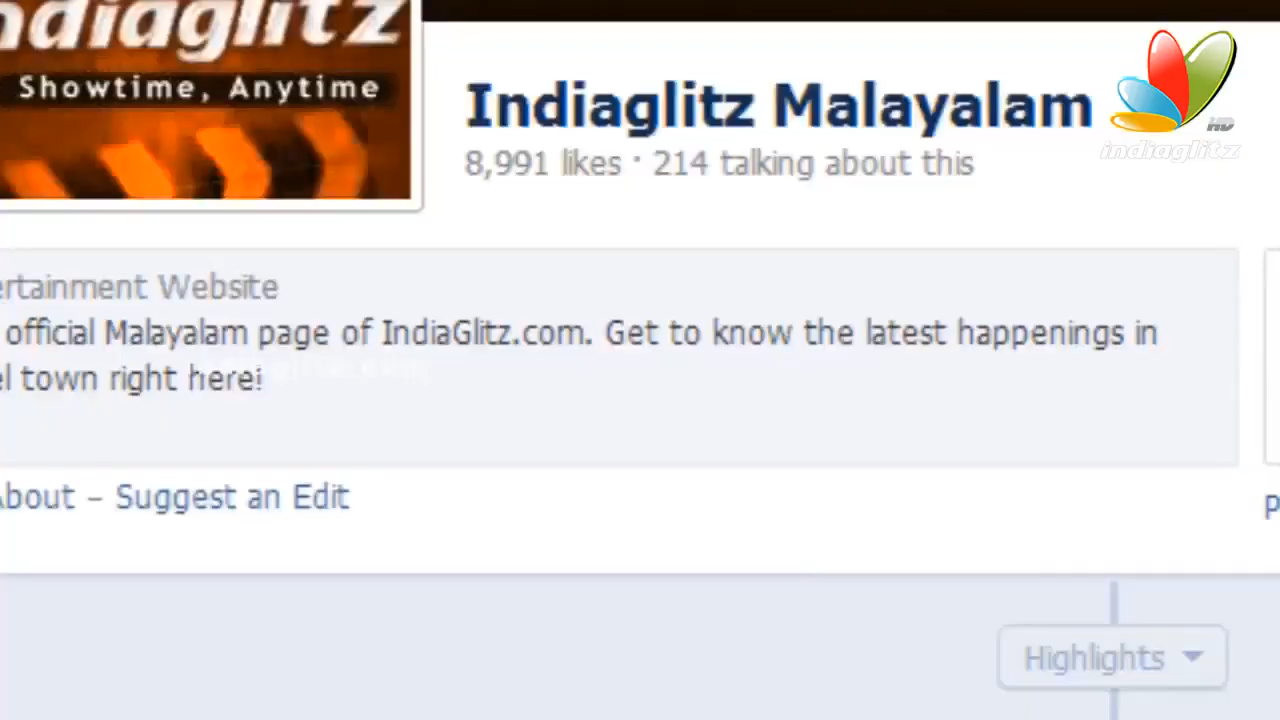 ndiaglitz
Showtime, Anytime
Indiaglitz Malayalam
8,991 likes · 214 talking about this
HD
indiaglitz
ertainment Website
official Malayalam page of IndiaGlitz.com. Get to know the latest happenings in
el town right here!
About – Suggest an Edit
P
Highlights